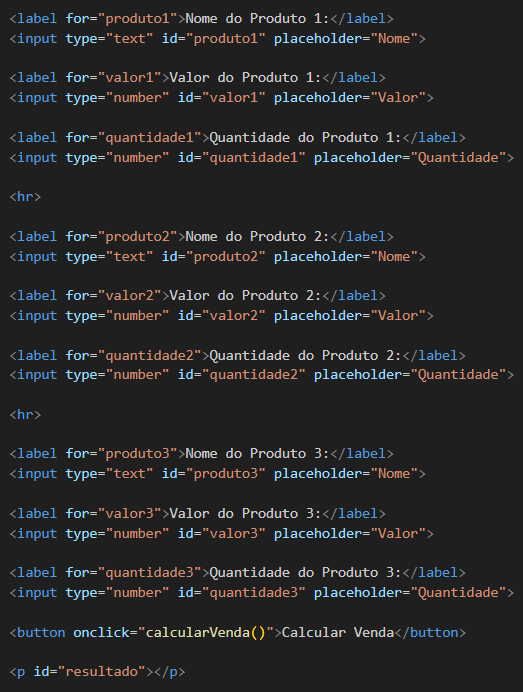 <label for="produto1">Nome do Produto 1:</label>
<input type="text" id="produto1" placeholder="Nome">
<label for="valor1">Valor do Produto 1:</label>
<input type="number" id="valor1" placeholder="Valor">
<label for="quantidade1">Quantidade do Produto 1:</label>
<input type="number" id="quantidade1" placeholder="Quantidade">
<hr>
<label for="produto2">Nome do Produto 2:</label>
<input type="text" id="produto2" placeholder="Nome">
<label for="valor2">Valor do Produto 2:</label>
<input type="number" id="valor2" placeholder="Valor">
<label for="quantidade2">Quantidade do Produto 2:</label>
<input type="number" id="quantidade2" placeholder="Quantidade">
<hr>
<label for="produto3">Nome do Produto 3:</label>
<input type="text" id="produto3" placeholder="Nome">
<label for="valor3">Valor do Produto 3:</label>
<input type="number" id="valor3" placeholder="Valor">
<label for="quantidade3">Quantidade do Produto 3:</label>
<input type="number" id="quantidade3" placeholder="Quantidade">
<button onclick="calcularVenda()">Calcular Venda</button>
<p id="resultado"></p>